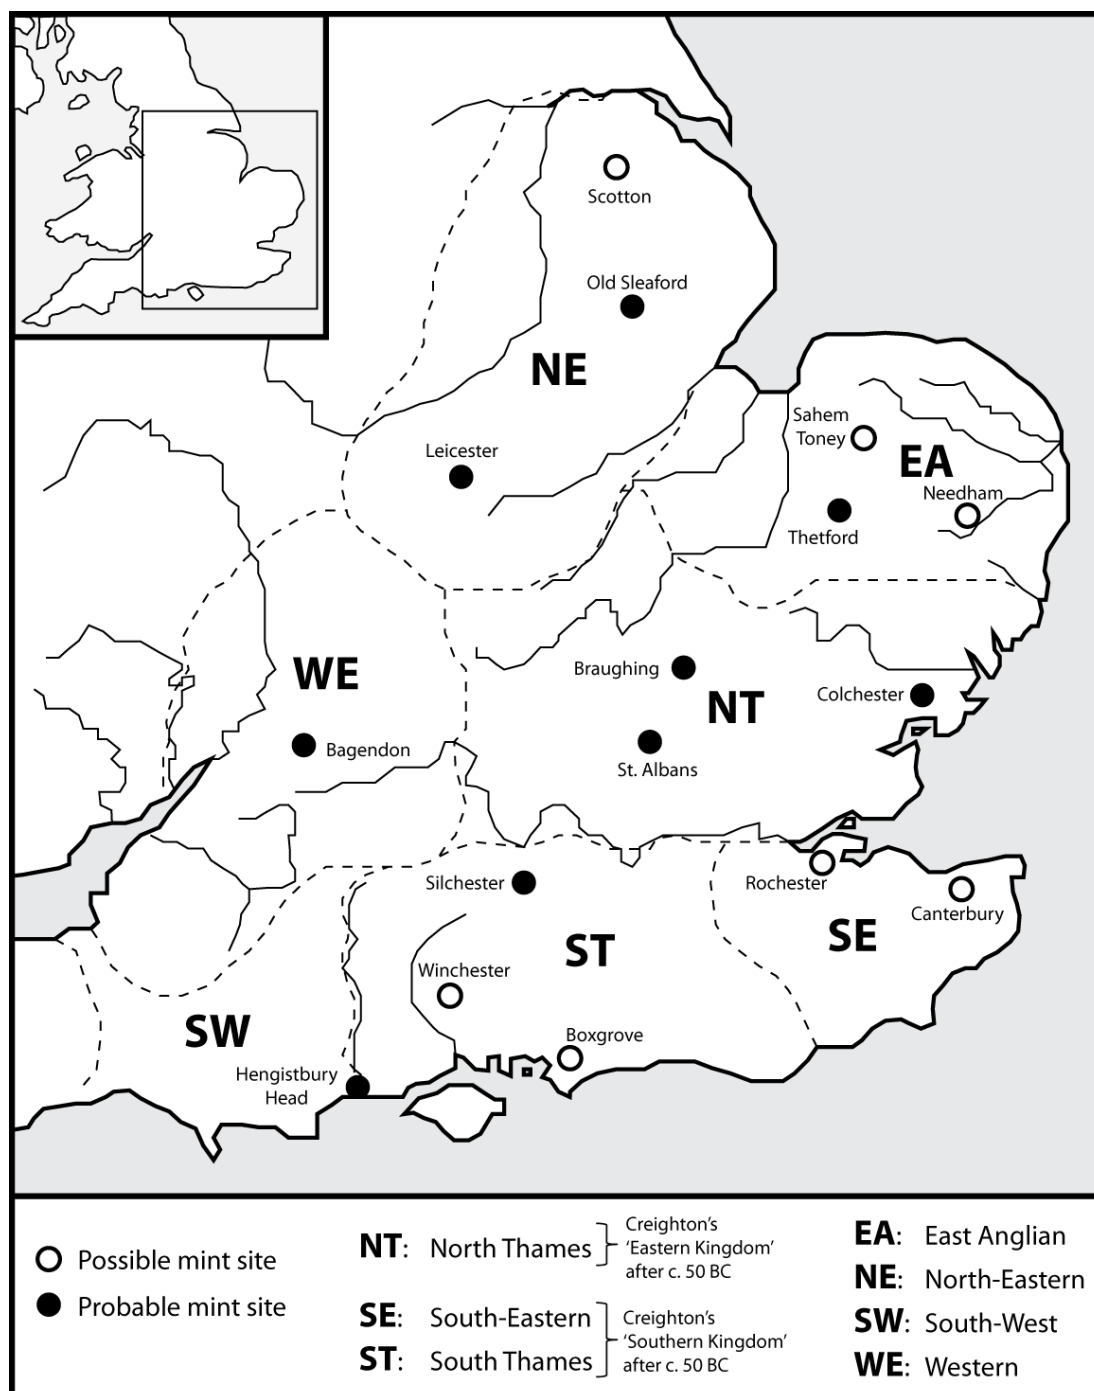 Scotton
Old Sleaford
NE
Sahem
Toney
EA
Leicester
Needham
Thetford
WE
Braughing
NT
Colchester
Bagendon
St. Albans
Silchester
Rochester
Canterbury
SE
ST
Winchester
SW
Boxgrove
Hengistbury
Head
Possible mint site
Probable mint site
NT: North Thames
Creighton's
'Eastern Kingdom'
after c. 50 BC
SE: South-Eastern
ST: South Thames
Creighton's
'Southern Kingdom'
after c. 50 BC
EA: East Anglian
NE: North-Eastern
SW: South-West
WE: Western